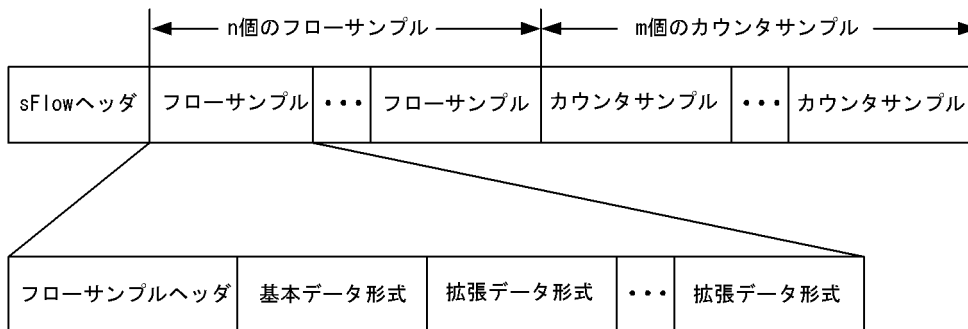 n個のフローサンプル m個のカウンタサンプル
sFlowヘッダ フローサンプル ・・・ フローサンプル カウンタサンプル ・・・ カウンタサンプル
フローサンプルヘッダ 基本データ形式 拡張データ形式 ・・・ 拡張データ形式